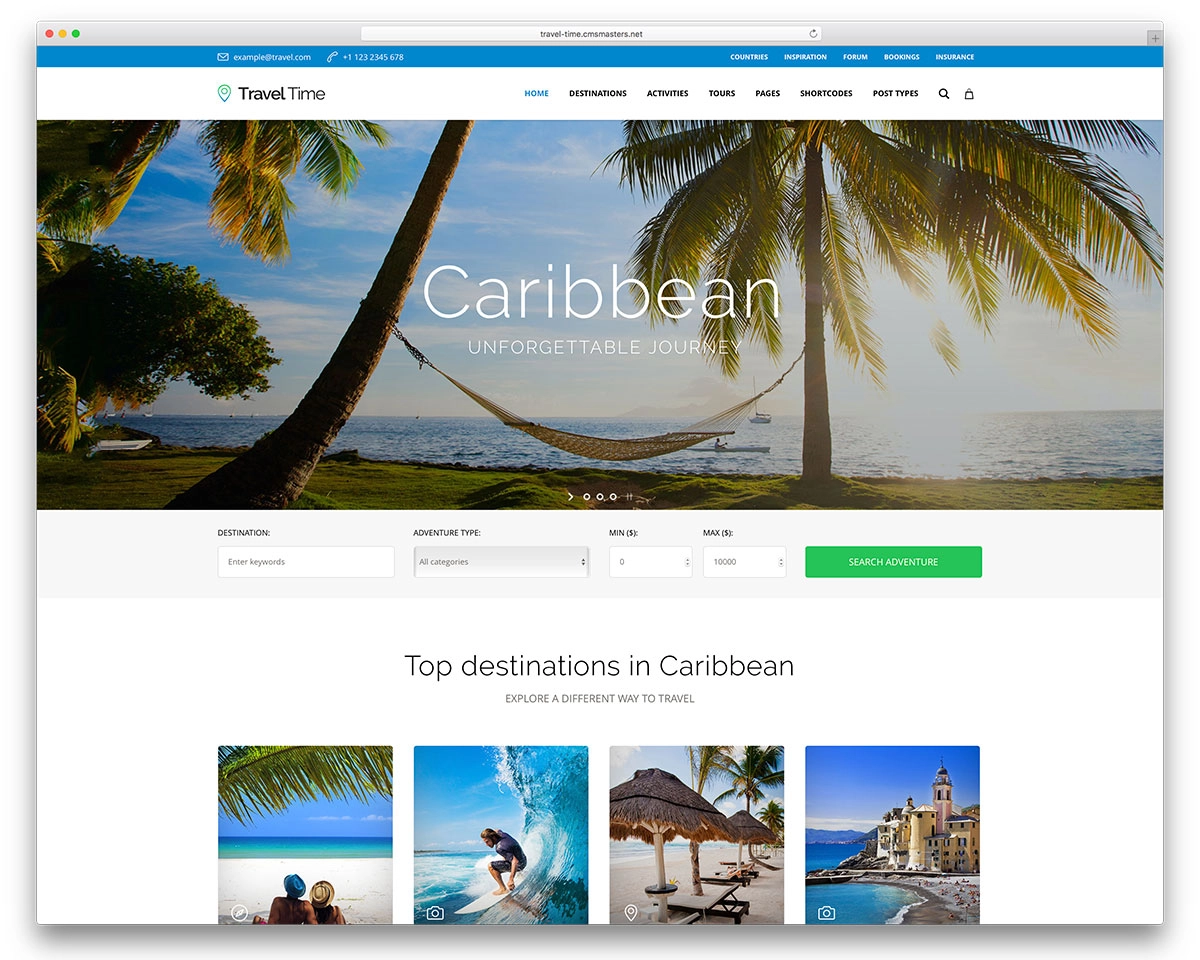 travel-time.cmsmasters.net
example@travel.com +1 123 2345 678 COUNTRIES INSPIRATION FORUM BOOKINGS INSURANCE
Travel Time HOME DESTINATIONS ACTIVITIES TOURS PAGES SHORTCODES POST TYPES
Caribbean
UNFORGETTABLE JOURNEY
DESTINATION: ADVENTURE TYPE: MIN ($): MAX ($):
Enter keywords All categories 0 10000 SEARCH ADVENTURE
Top destinations in Caribbean
EXPLORE A DIFFERENT WAY TO TRAVEL